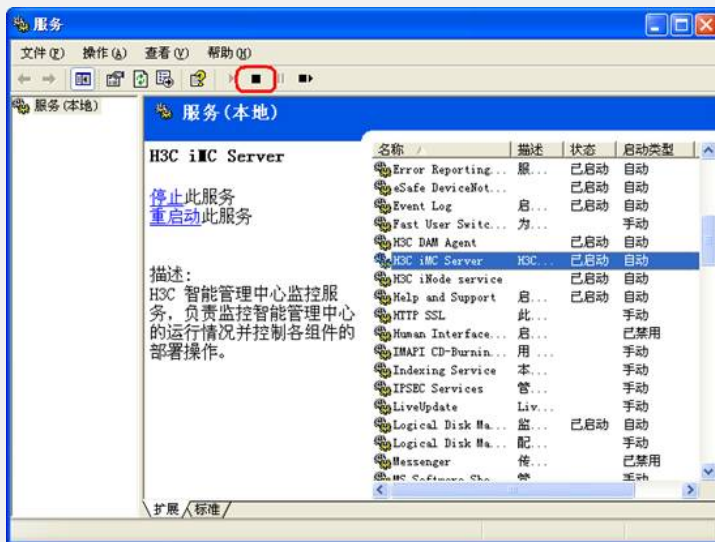 服务
文件(F) 操作(A) 查看(V) 帮助(H)
服务(本地)
服务(本地)
H3C iMC Server
停止此服务
重启动此服务
描述:
H3C 智能管理中心监控服
务，负责监控智能管理中心
的运行情况并控制各组件的
部署操作。
名称 描述 状态 启动类型
Error Reporting... 服... 已启动 自动
eSafe DeviceNot... 已启动 自动
Event Log 启... 已启动 自动
Fast User Switc... 为... 手动
H3C DAM Agent 已启动 自动
H3C iMC Server H3C... 已启动 自动
H3C iNode service 已启动 自动
Help and Support 启... 已启动 自动
HTTP SSL 此... 手动
Human Interface... 启... 已禁用
IMAPI CD-Burnin... 用 ... 手动
Indexing Service 本... 手动
IPSEC Services 管... 手动
LiveUpdate Liv... 手动
Logical Disk Ma... 监... 已启动 自动
Logical Disk Ma... 配... 手动
Messenger 传... 已禁用
MS Software Sha... 管... 手动
扩展 标准